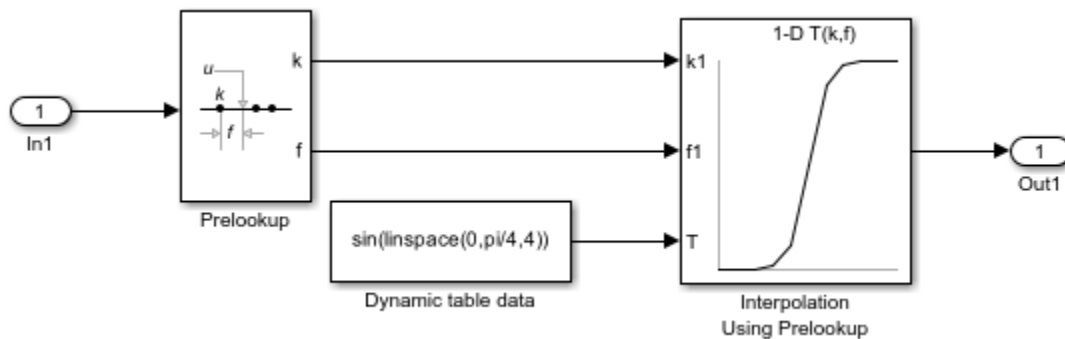 1-D T(k,f)
k
k1
u
k
1
In1
f
f
f1
1
Out1
Prelookup
sin(linspace(0,pi/4,4))
T
Dynamic table data
Interpolation
Using Prelookup